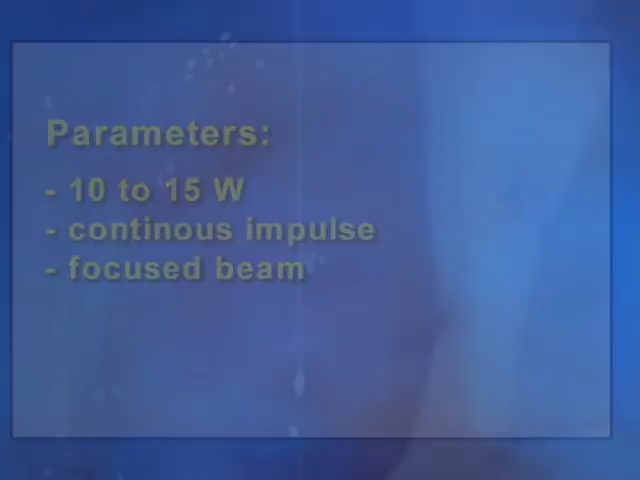 Parameters:
- 10 to 15 W
- continous impulse
- focused beam